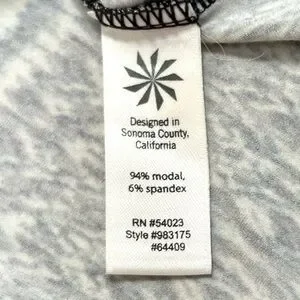 Designed in
Sonoma County,
California
94% modal,
6% spandex
RN #54023
Style #983175
#64409